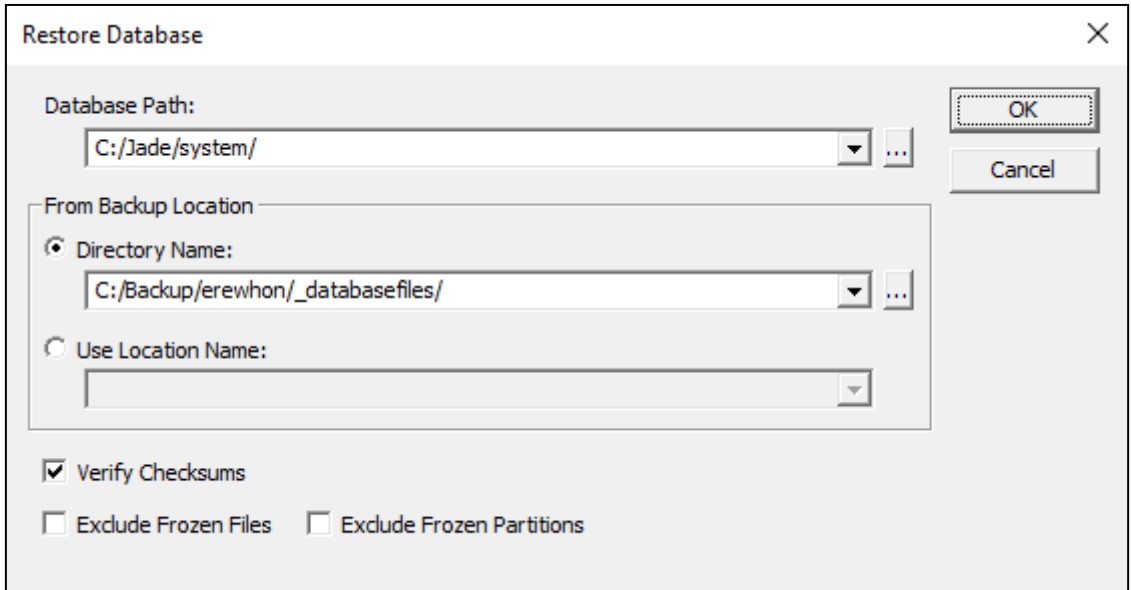 Restore Database
Database Path:
OK
C:/Jade/system/
...
Cancel
From Backup Location
Directory Name:
C:/Backup/erewhon/_databasefiles/
...
Use Location Name:
Verify Checksums
Exclude Frozen Files Exclude Frozen Partitions